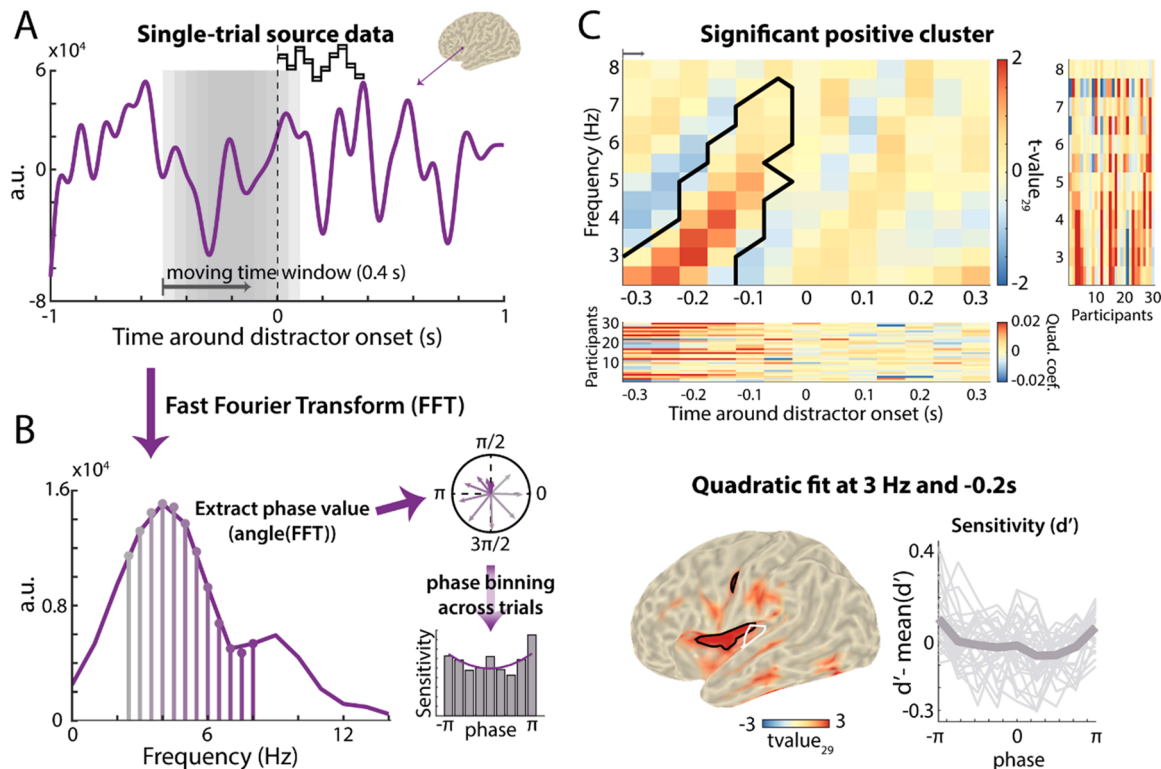 A
Single-trial source data
x10⁴
6
0
-8
a.u.
moving time window (0.4 s)
-1
0
1
Time around distractor onset (s)
Fast Fourier Transform (FFT)
B
x10⁴
1.6
0.8
0
a.u.
0
6
12
Frequency (Hz)
Extract phase value
(angle(FFT))
π/2
π
0
3π/2
phase binning
across trials
Sensitivity
-π
π
phase
C
Significant positive cluster
8
7
6
5
4
3
Frequency (Hz)
-0.3
-0.2
-0.1
0
0.1
0.2
0.3
2
0
-2
t-value₂₉
8
7
6
5
4
3
10
20
30
Participants
30
20
10
Participants
-0.3
-0.2
-0.1
0
0.1
0.2
0.3
Time around distractor onset (s)
0.02
0
-0.02
Quad. coef.
Quadratic fit at 3 Hz and -0.2s
-3
3
tvalue₂₉
Sensitivity (d')
0.4
0
-0.3
d'- mean(d')
-π
0
π
phase